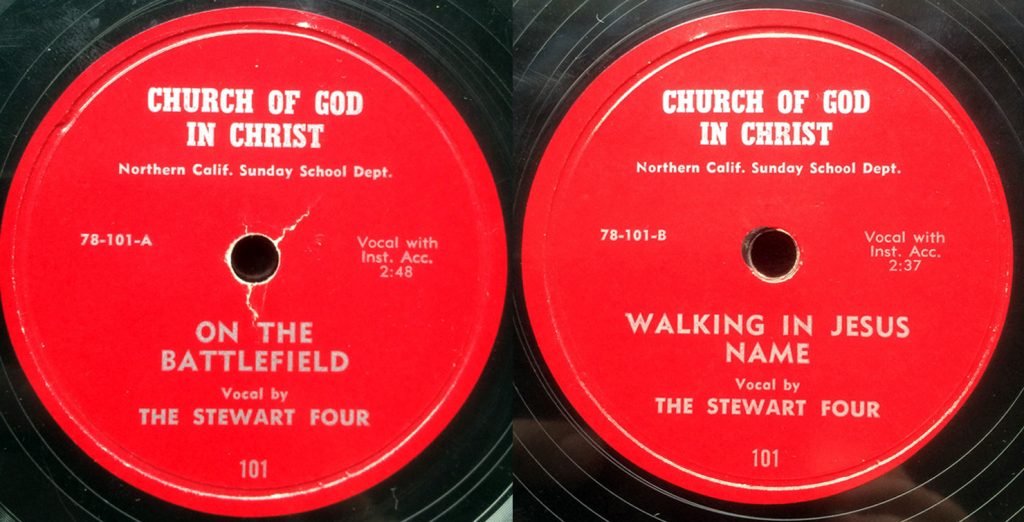 CHURCH OF GOD
IN CHRIST
Northern Calif. Sunday School Dept.
78-101-A
Vocal with
Inst. Acc.
2:48
ON THE
BATTLEFIELD
Vocal by
THE STEWART FOUR
101
CHURCH OF GOD
IN CHRIST
Northern Calif. Sunday School Dept.
78-101-B
Vocal with
Inst. Acc.
2:37
WALKING IN JESUS
NAME
Vocal by
THE STEWART FOUR
101